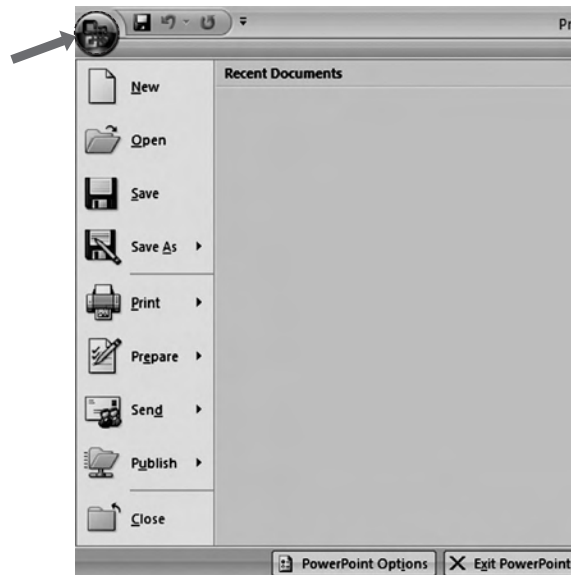 Pr
Recent Documents
New
Open
Save
Save As
Print
Prepare
Send
Publish
Close
PowerPoint Options
Exit PowerPoint